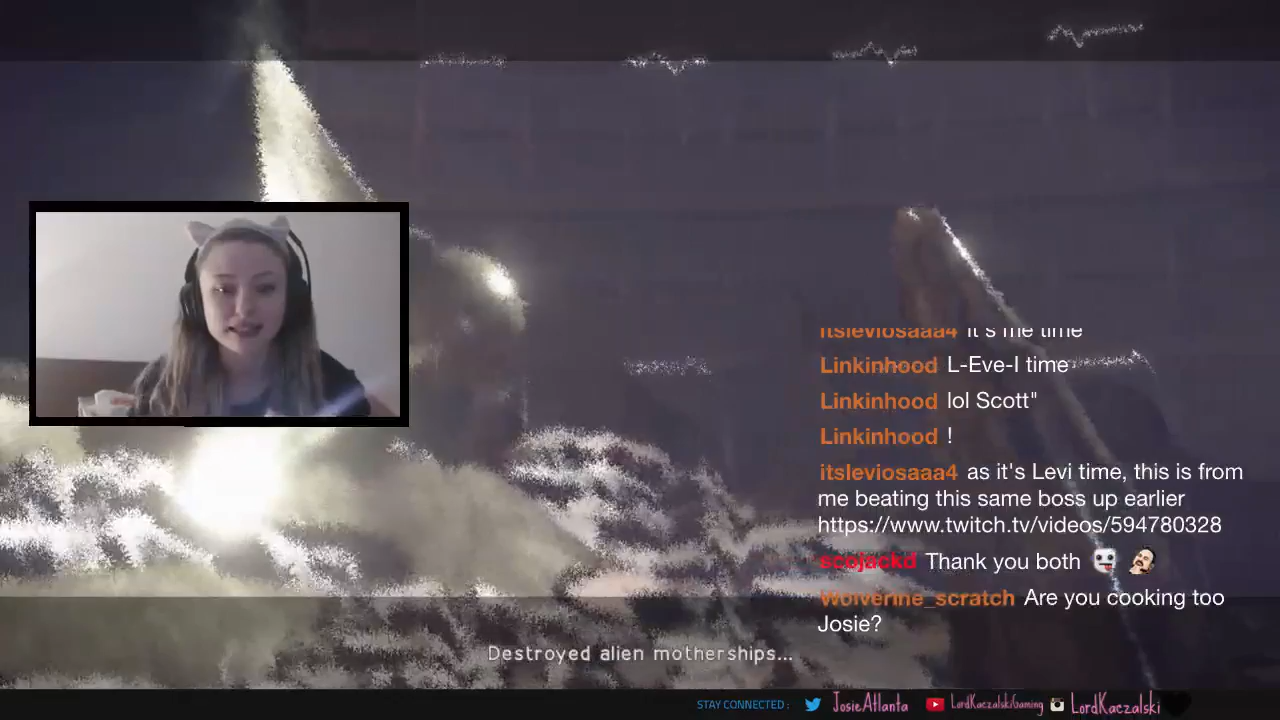 itsleviosaaa4 it's me time
Linkinhood L-Eve-I time
Linkinhood lol Scott"
Linkinhood !
itsleviosaaa4 as it's Levi time, this is from
me beating this same boss up earlier
https://www.twitch.tv/videos/594780328
scojackd Thank you both
Wolverine_scratch Are you cooking too
Josie?
Destroyed alien motherships...
STAY CONNECTED : JosieAtlanta LordKaczalskiGaming LordKaczalski